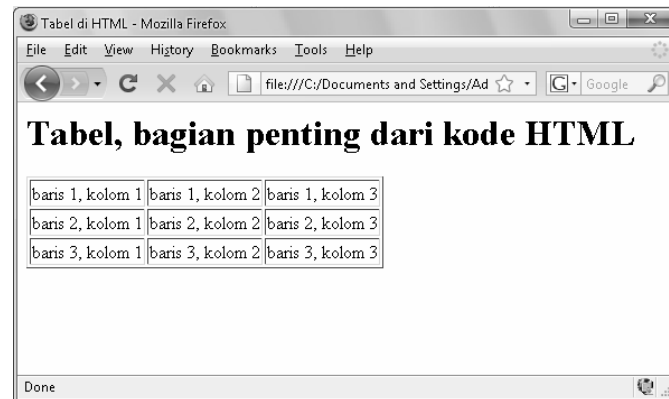 Tabel di HTML - Mozilla Firefox
File Edit View History Bookmarks Tools Help
file:///C:/Documents and Settings/Ad G Google
Tabel, bagian penting dari kode HTML
baris 1, kolom 1 baris 1, kolom 2 baris 1, kolom 3
baris 2, kolom 1 baris 2, kolom 2 baris 2, kolom 3
baris 3, kolom 1 baris 3, kolom 2 baris 3, kolom 3
Done